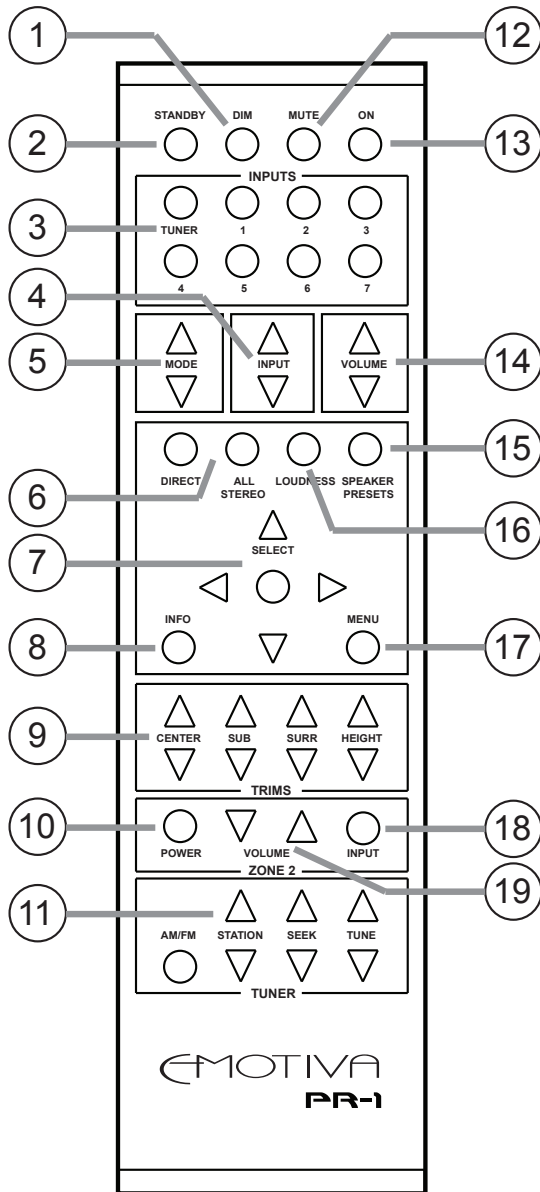 1 12
STANDBY DIM MUTE ON
2 13
INPUTS
3 TUNER 1 2 3
4 5 6 7
4
5 MODE INPUT VOLUME 14
15
DIRECT ALL STEREO LOUDNESS SPEAKER PRESETS
6 16
7 SELECT
INFO MENU
8 17
9 CENTER SUB SURR HEIGHT
TRIMS
10 18
POWER VOLUME INPUT
ZONE 2
19
11
AM/FM STATION SEEK TUNE
TUNER
EMOTIVA
PR-1